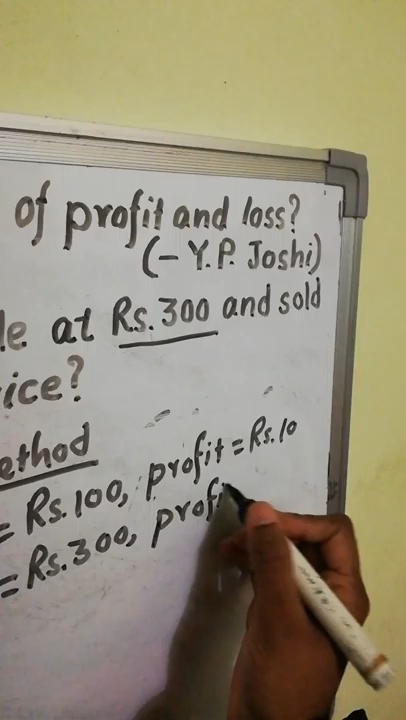 of profit and loss?
(- Y.P. Joshi)
le at Rs.300 and sold
ice?
ethod
= Rs.100, profit = Rs.10
= Rs.300, profi